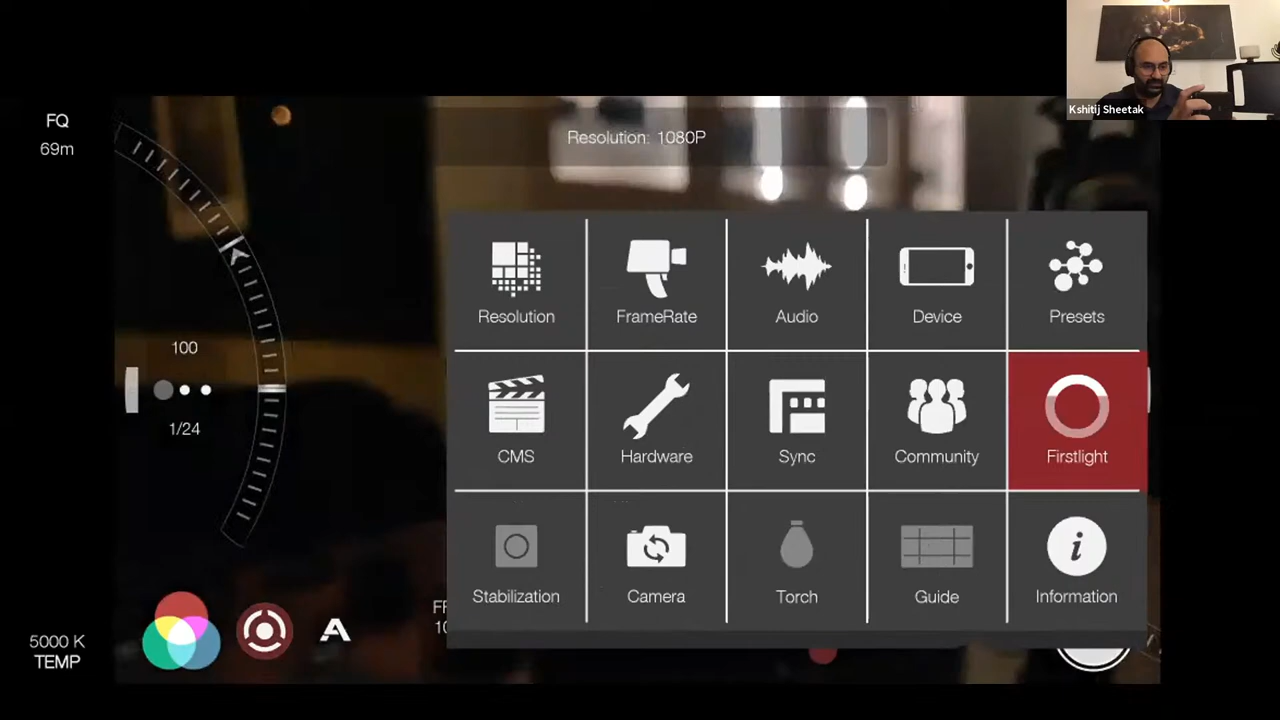 Kshitij Sheetak
FQ
69m
Resolution: 1080P
Resolution
FrameRate
Audio
Device
Presets
100
1/24
CMS
Hardware
Sync
Community
Firstlight
Stabilization
Camera
Torch
Guide
Information
5000 K
TEMP